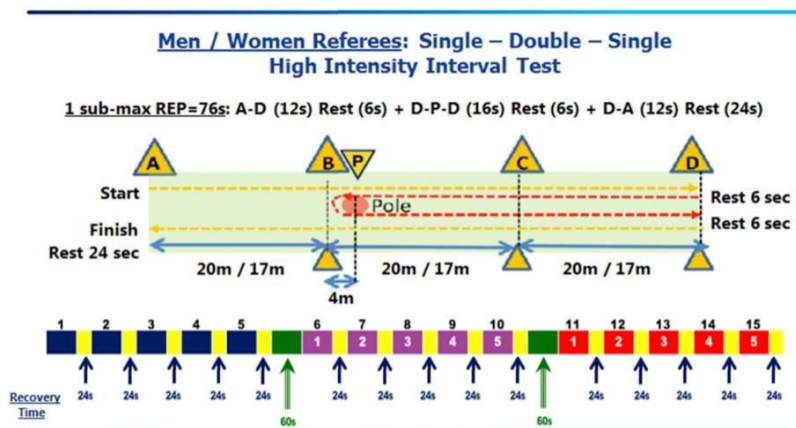 Men / Women Referees: Single – Double – Single
High Intensity Interval Test
1 sub-max REP=76s: A-D (12s) Rest (6s) + D-P-D (16s) Rest (6s) + D-A (12s) Rest (24s)
A B P C D
Start
Rest 6 sec
Pole
Rest 6 sec
Finish
Rest 24 sec
20m / 17m 20m / 17m 20m / 17m
4m
1 2 3 4 5 6 7 8 9 10 11 12 13 14 15
1 2 3 4 5 1 2 3 4 5
Recovery
Time
24s 24s 24s 24s 24s 24s 24s 24s 24s 24s 24s 24s 24s 24s 24s
60s 60s